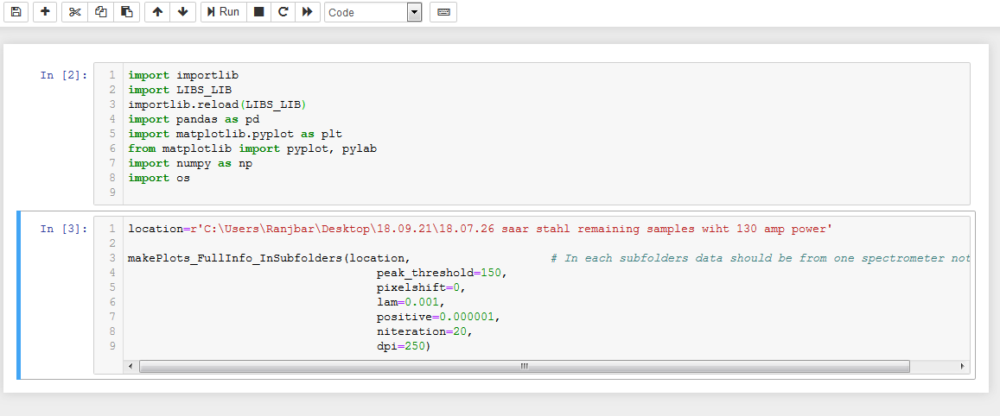 Run Code
In [2]:
1 import importlib
2 import LIBS_LIB
3 importlib.reload(LIBS_LIB)
4 import pandas as pd
5 import matplotlib.pyplot as plt
6 from matplotlib import pyplot, pylab
7 import numpy as np
8 import os
9
In [3]:
1 location=r'C:\Users\Ranjbar\Desktop\18.09.21\18.07.26 saar stahl remaining samples wiht 130 amp power'
2
3 makePlots_FullInfo_InSubfolders(location, # In each subfolders data should be from one spectrometer not
4 peak_threshold=150,
5 pixelshift=0,
6 lam=0.001,
7 positive=0.000001,
8 niteration=20,
9 dpi=250)